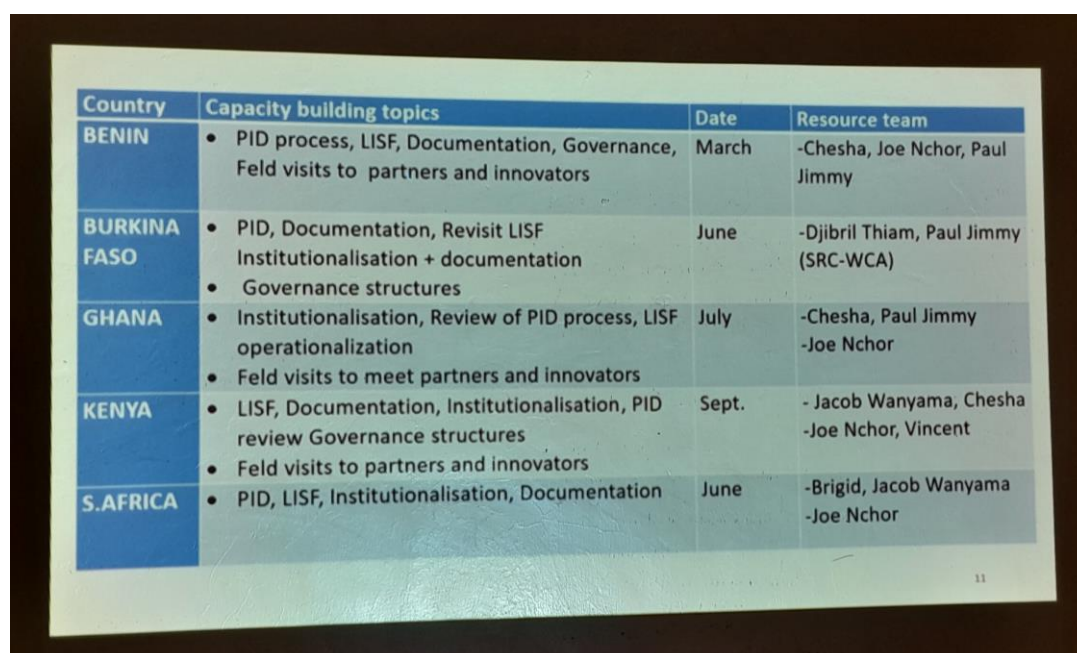 Country Capacity building topics Date Resource team
BENIN • PID process, LISF, Documentation, Governance, March -Chesha, Joe Nchor, Paul
Feld visits to partners and innovators Jimmy
BURKINA • PID, Documentation, Revisit LISF June -Djibril Thiam, Paul Jimmy
FASO Institutionalisation + documentation (SRC-WCA)
• Governance structures
GHANA • Institutionalisation, Review of PID process, LISF July -Chesha, Paul Jimmy
operationalization -Joe Nchor
• Feld visits to meet partners and innovators
KENYA • LISF, Documentation, Institutionalisation, PID Sept. - Jacob Wanyama, Chesha
review Governance structures -Joe Nchor, Vincent
• Feld visits to partners and innovators
S.AFRICA • PID, LISF, Institutionalisation, Documentation June -Brigid, Jacob Wanyama
-Joe Nchor
11